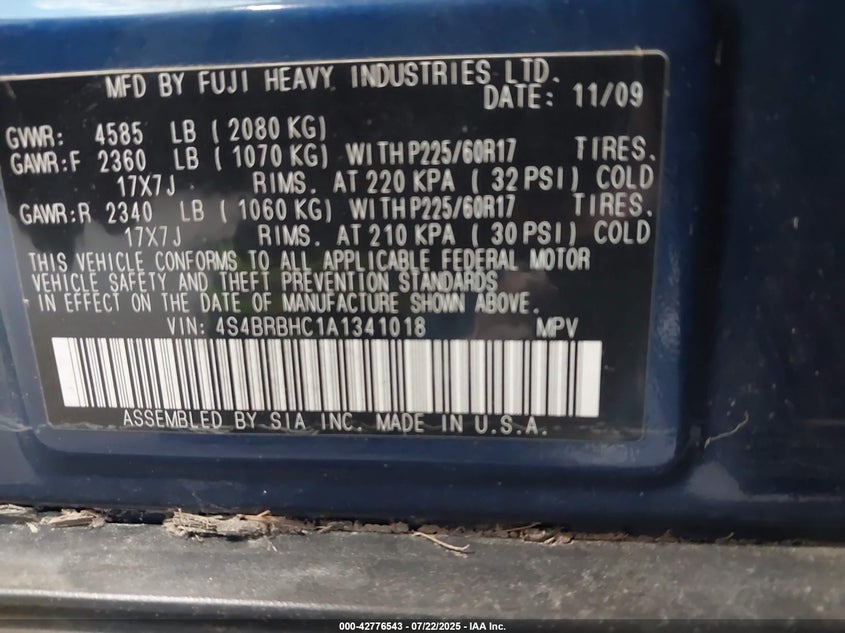 MFD BY FUJI HEAVY INDUSTRIES LTD.
DATE: 11/09
GVWR: 4585 LB ( 2080 KG)
GAWR:F 2360 LB ( 1070 KG) WITH P225/60R17 TIRES.
17X7J RIMS. AT 220 KPA ( 32 PSI) COLD
GAWR:R 2340 LB ( 1060 KG) WITH P225/60R17 TIRES.
17X7J RIMS. AT 210 KPA ( 30 PSI) COLD
THIS VEHICLE CONFORMS TO ALL APPLICABLE FEDERAL MOTOR
VEHICLE SAFETY AND THEFT PREVENTION STANDARDS
IN EFFECT ON THE DATE OF MANUFACTURE SHOWN ABOVE.
VIN: 4S4BRBHC1A1341018 MPV
ASSEMBLED BY SIA INC. MADE IN U.S.A.
000-42776543 - 07/22/2025 - IAA Inc.